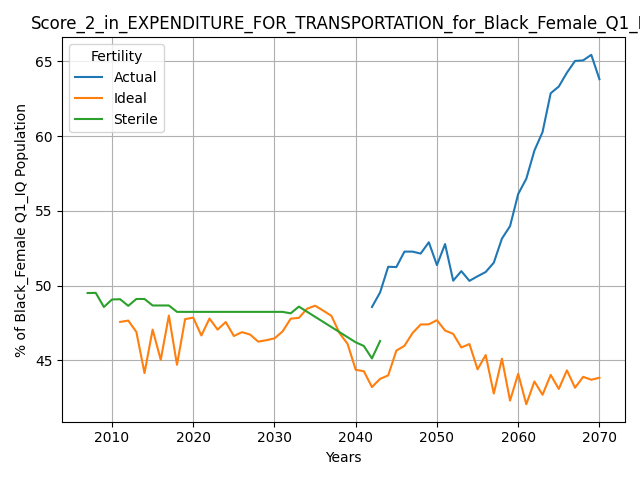 Score_2_in_EXPENDITURE_FOR_TRANSPORTATION_for_Black_Female_Q1_
Fertility
Actual
Ideal
Sterile
% of Black_Female Q1_IQ Population
65
60
55
50
45
2010 2020 2030 2040 2050 2060 2070
Years